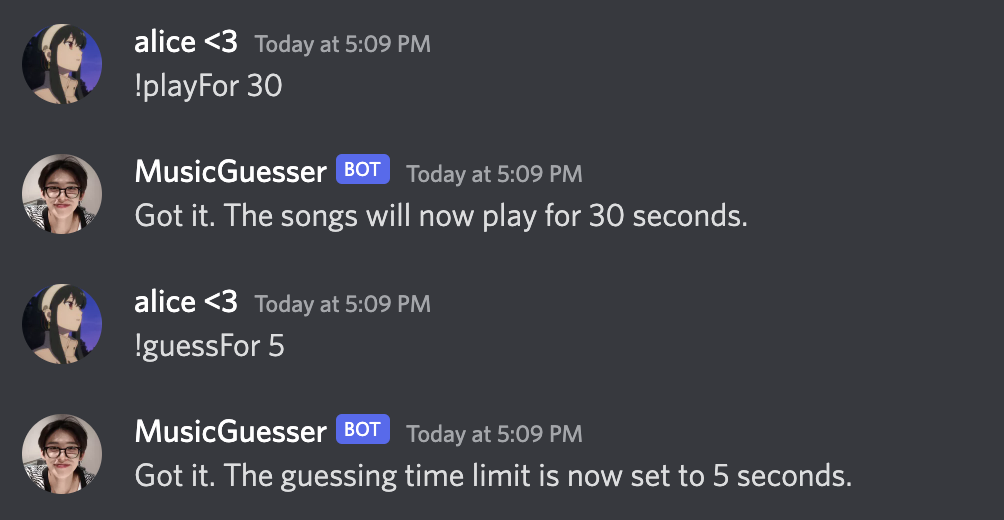 alice <3 Today at 5:09 PM
!playFor 30
MusicGuesser BOT Today at 5:09 PM
Got it. The songs will now play for 30 seconds.
alice <3 Today at 5:09 PM
!guessFor 5
MusicGuesser BOT Today at 5:09 PM
Got it. The guessing time limit is now set to 5 seconds.